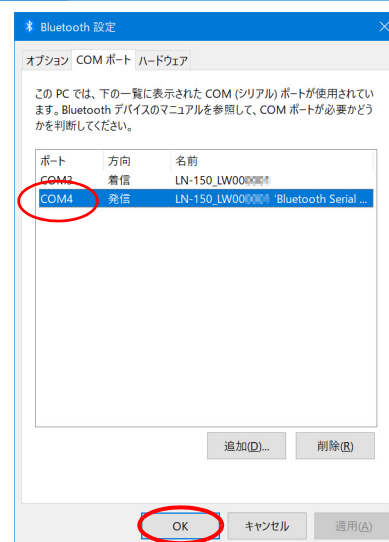 Bluetooth 設定
オプション COM ポート ハードウェア
この PC では、下の一覧に表示された COM (シリアル) ポートが使用されてい
ます。Bluetooth デバイスのマニュアルを参照して、COM ポートが必要かどう
かを判断してください。
ポート 方向 名前
COM3 着信 LN-150_LW00
COM4 発信 LN-150_LW00 'Bluetooth Serial ...
追加(D)... 削除(R)
OK キャンセル 適用(A)